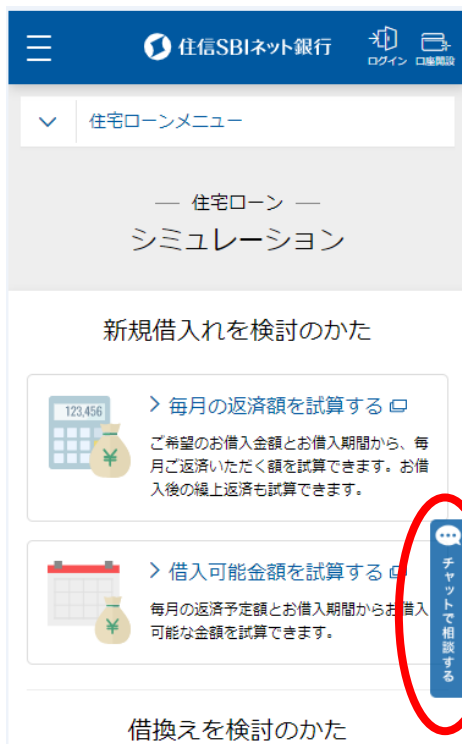 住信SBIネット銀行
ログイン 口座開設
住宅ローンメニュー
― 住宅ローン ―
シミュレーション
新規借入れを検討のかた
123,456
¥
毎月の返済額を試算する
ご希望のお借入金額とお借入期間から、毎
月ご返済いただく額を試算できます。お借
入後の繰上返済も試算できます。
¥
借入可能金額を試算する
毎月の返済予定額とお借入期間からお借入
可能な金額を試算できます。
チャットで相談する
借換えを検討のかた